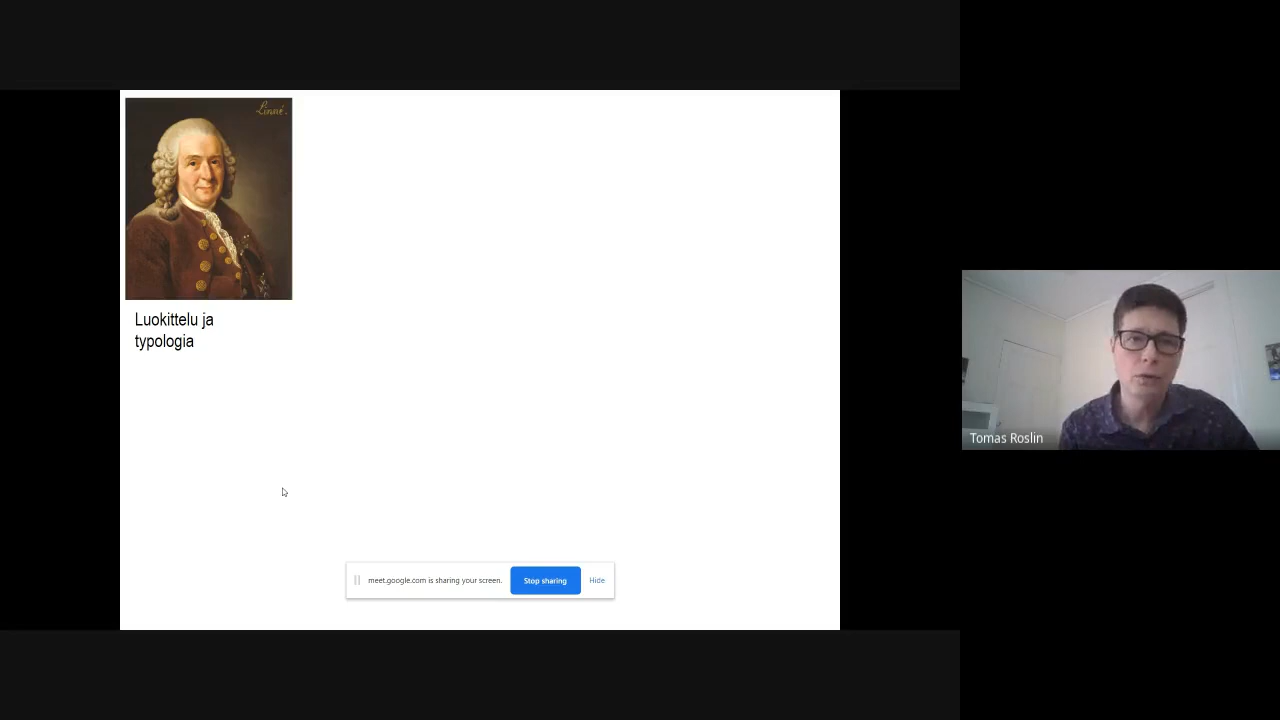 Linné.
Luokittelu ja
typologia
meet.google.com is sharing your screen.
Stop sharing
Hide
Tomas Roslin